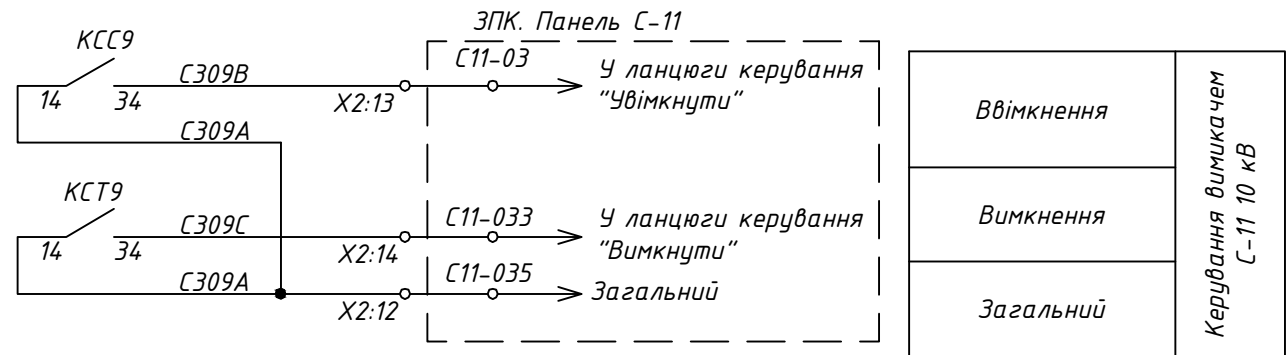 ЗПК. Панель С-11
КСС9
14
34
С309В
Х2:13
С11-03
У ланцюги керування
"Увімкнути"
С309А
КСТ9
14
34
С309С
Х2:14
С11-033
У ланцюги керування
"Вимкнути"
С309А
Х2:12
С11-035
Загальний
Ввімкнення
Вимкнення
Загальний
Керування вимикачем
С-11 10 кВ